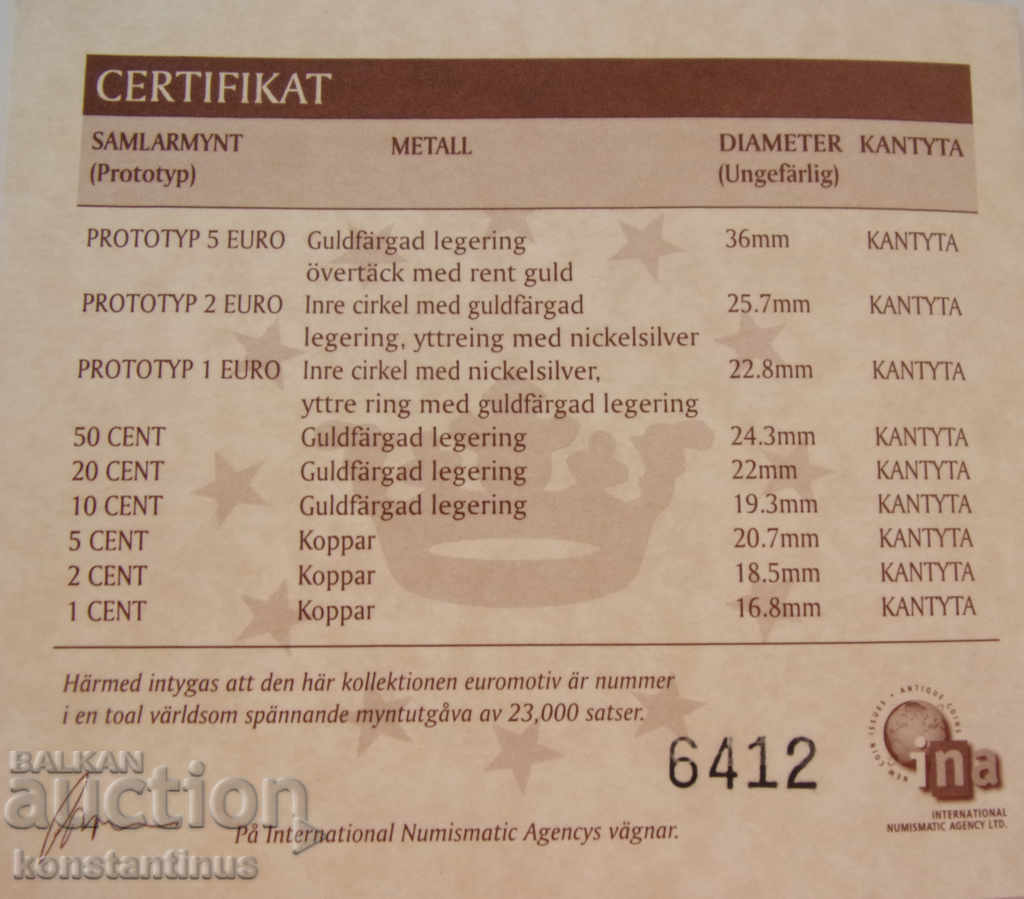 CERTIFIKAT
SAMLARMYNT METALL DIAMETER KANTYTA
(Prototyp) (Ungefärlig)
PROTOTYP 5 EURO Guldfärgad legering 36mm KANTYTA
övertäck med rent guld
PROTOTYP 2 EURO Inre cirkel med guldfärgad 25.7mm KANTYTA
legering, yttreing med nickelsilver
PROTOTYP 1 EURO Inre cirkel med nickelsilver, 22.8mm KANTYTA
yttre ring med guldfärgad legering
50 CENT Guldfärgad legering 24.3mm KANTYTA
20 CENT Guldfärgad legering 22mm KANTYTA
10 CENT Guldfärgad legering 19.3mm KANTYTA
5 CENT Koppar 20.7mm KANTYTA
2 CENT Koppar 18.5mm KANTYTA
1 CENT Koppar 16.8mm KANTYTA
Härmed intygas att den här kollektionen euromotiv är nummer
i en toal världsom spännande myntutgåva av 23,000 satser.
6412
NEW COIN ISSUES • ANTIQUE COINS
ina
INTERNATIONAL
NUMISMATIC AGENCY LTD.
På International Numismatic Agencys vägnar.
BALKAN
auction
konstantinus